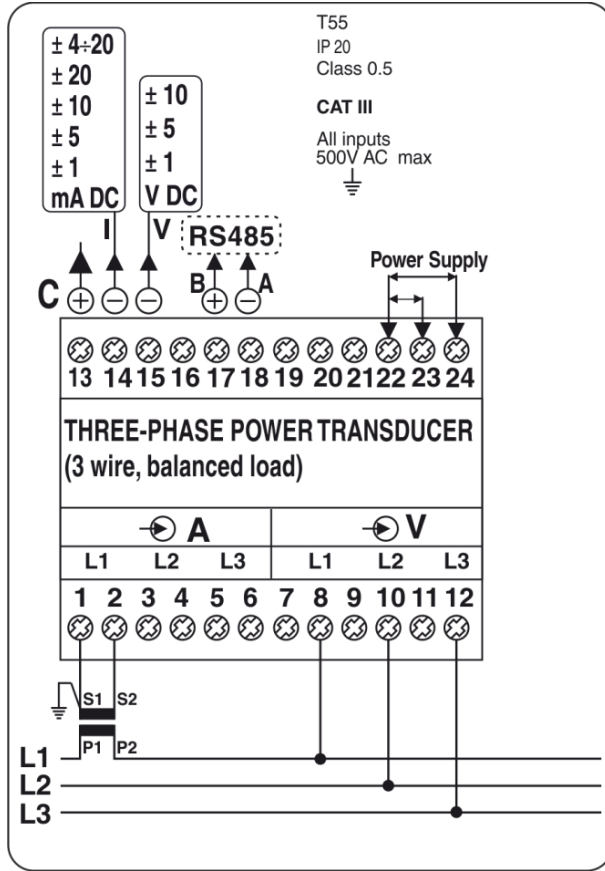 ± 4÷20
± 20
± 10
± 5
± 1
mA DC
± 10
± 5
± 1
V DC
T55
IP 20
Class 0.5
CAT III
All inputs
500V AC max
I V RS485
Power Supply
C + − − B + − A
13 14 15 16 17 18 19 20 21 22 23 24
THREE-PHASE POWER TRANSDUCER
(3 wire, balanced load)
A V
L1 L2 L3 L1 L2 L3
1 2 3 4 5 6 7 8 9 10 11 12
S1 S2
P1 P2
L1
L2
L3